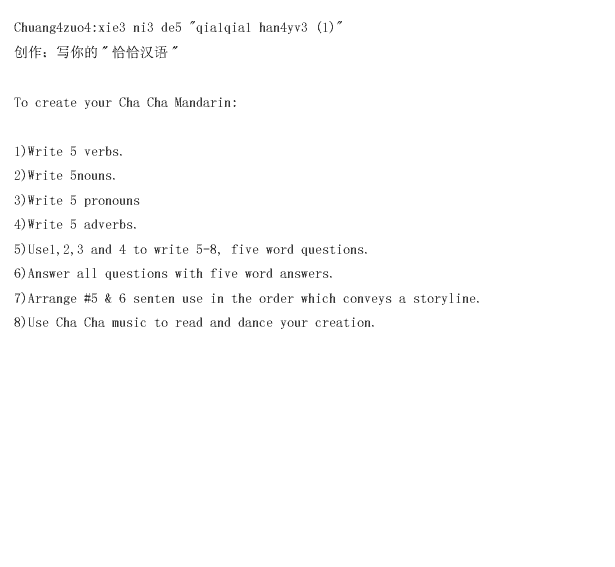 Chuang4zuo4:xie3 ni3 de5 "qia1qia1 han4yv3 (1)"
创作：写你的＂恰恰汉语＂
To create your Cha Cha Mandarin:
1)Write 5 verbs.
2)Write 5nouns.
3)Write 5 pronouns
4)Write 5 adverbs.
5)Use1,2,3 and 4 to write 5-8, five word questions.
6)Answer all questions with five word answers.
7)Arrange #5 & 6 senten use in the order which conveys a storyline.
8)Use Cha Cha music to read and dance your creation.